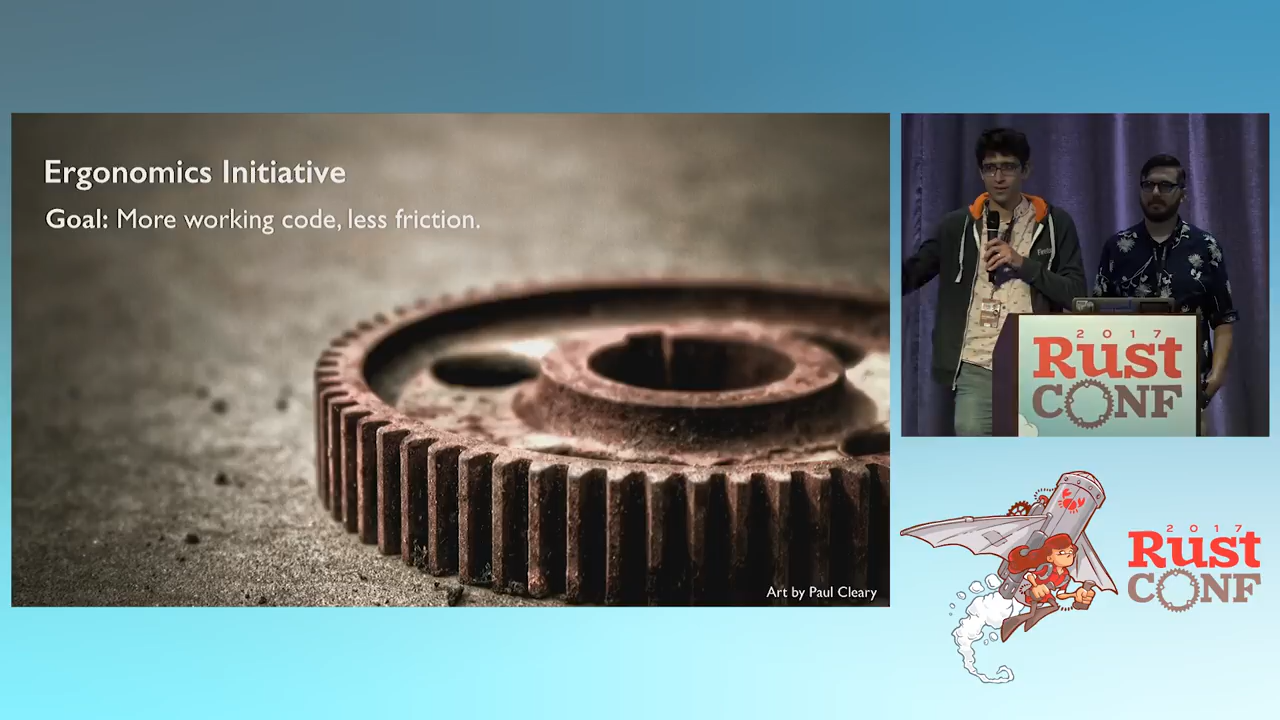 Ergonomics Initiative
Goal: More working code, less friction.
Art by Paul Cleary
2017
Rust
CONF
2017
Rust
CONF